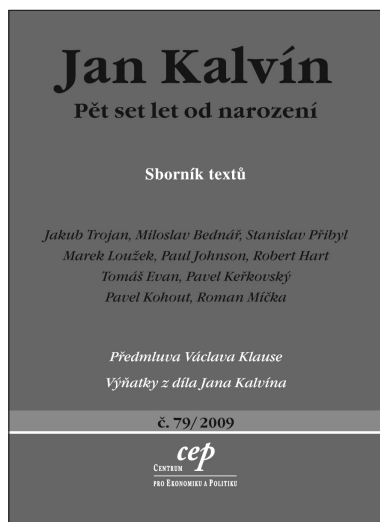 Jan Kalvín
Pět set let od narození
Sborník textů
Jakub Trojan, Miloslav Bednář, Stanislav Přibyl
Marek Loužek, Paul Johnson, Robert Hart
Tomáš Evan, Pavel Keřkovský
Pavel Kohout, Roman Míčka
Předmluva Václava Klause
Výňatky z díla Jana Kalvína
č. 79/2009
cep
CENTRUM
PRO EKONOMIKU A POLITIKU